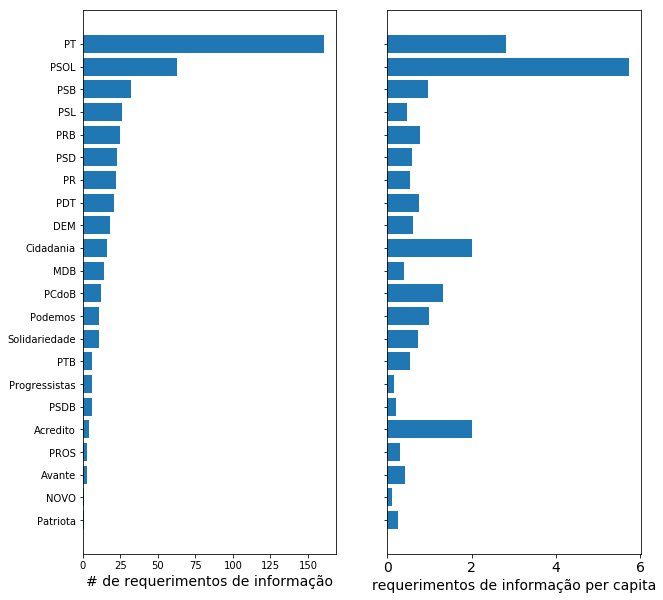 PT
PSOL
PSB
PSL
PRB
PSD
PR
PDT
DEM
Cidadania
MDB
PCdoB
Podemos
Solidariedade
PTB
Progressistas
PSDB
Acredito
PROS
Avante
NOVO
Patriota
0 25 50 75 100 125 150
# de requerimentos de informação
0 2 4 6
requerimentos de informação per capita